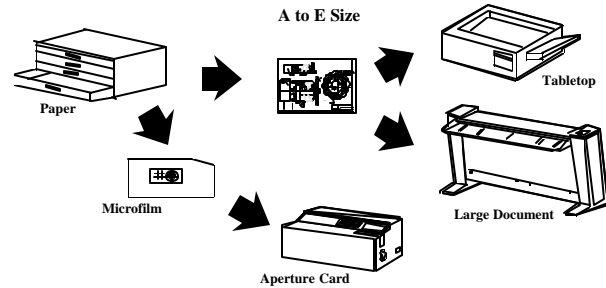 A to E Size
Tabletop
Paper
Microfilm
Large Document
Aperture Card